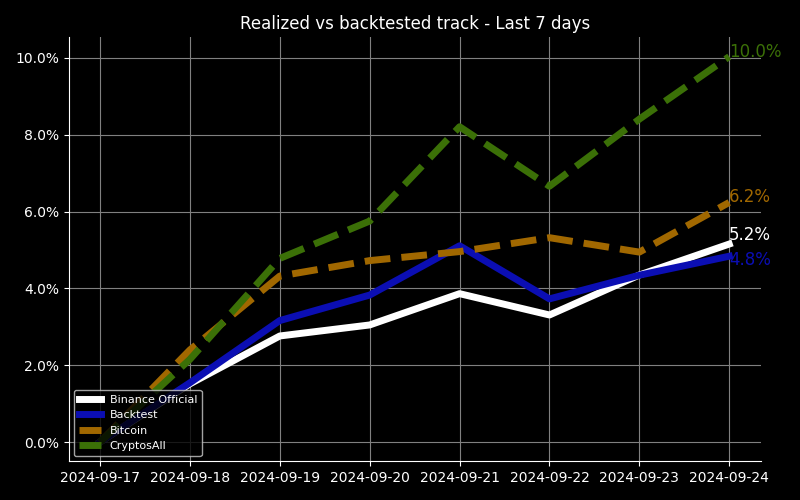 Realized vs backtested track - Last 7 days
10.0%
10.0%
8.0%
6.2%
6.0%
5.2%
4.8%
4.0%
2.0%
0.0%
Binance Official
Backtest
Bitcoin
CryptosAll
2024-09-17 2024-09-18 2024-09-19 2024-09-20 2024-09-21 2024-09-22 2024-09-23 2024-09-24